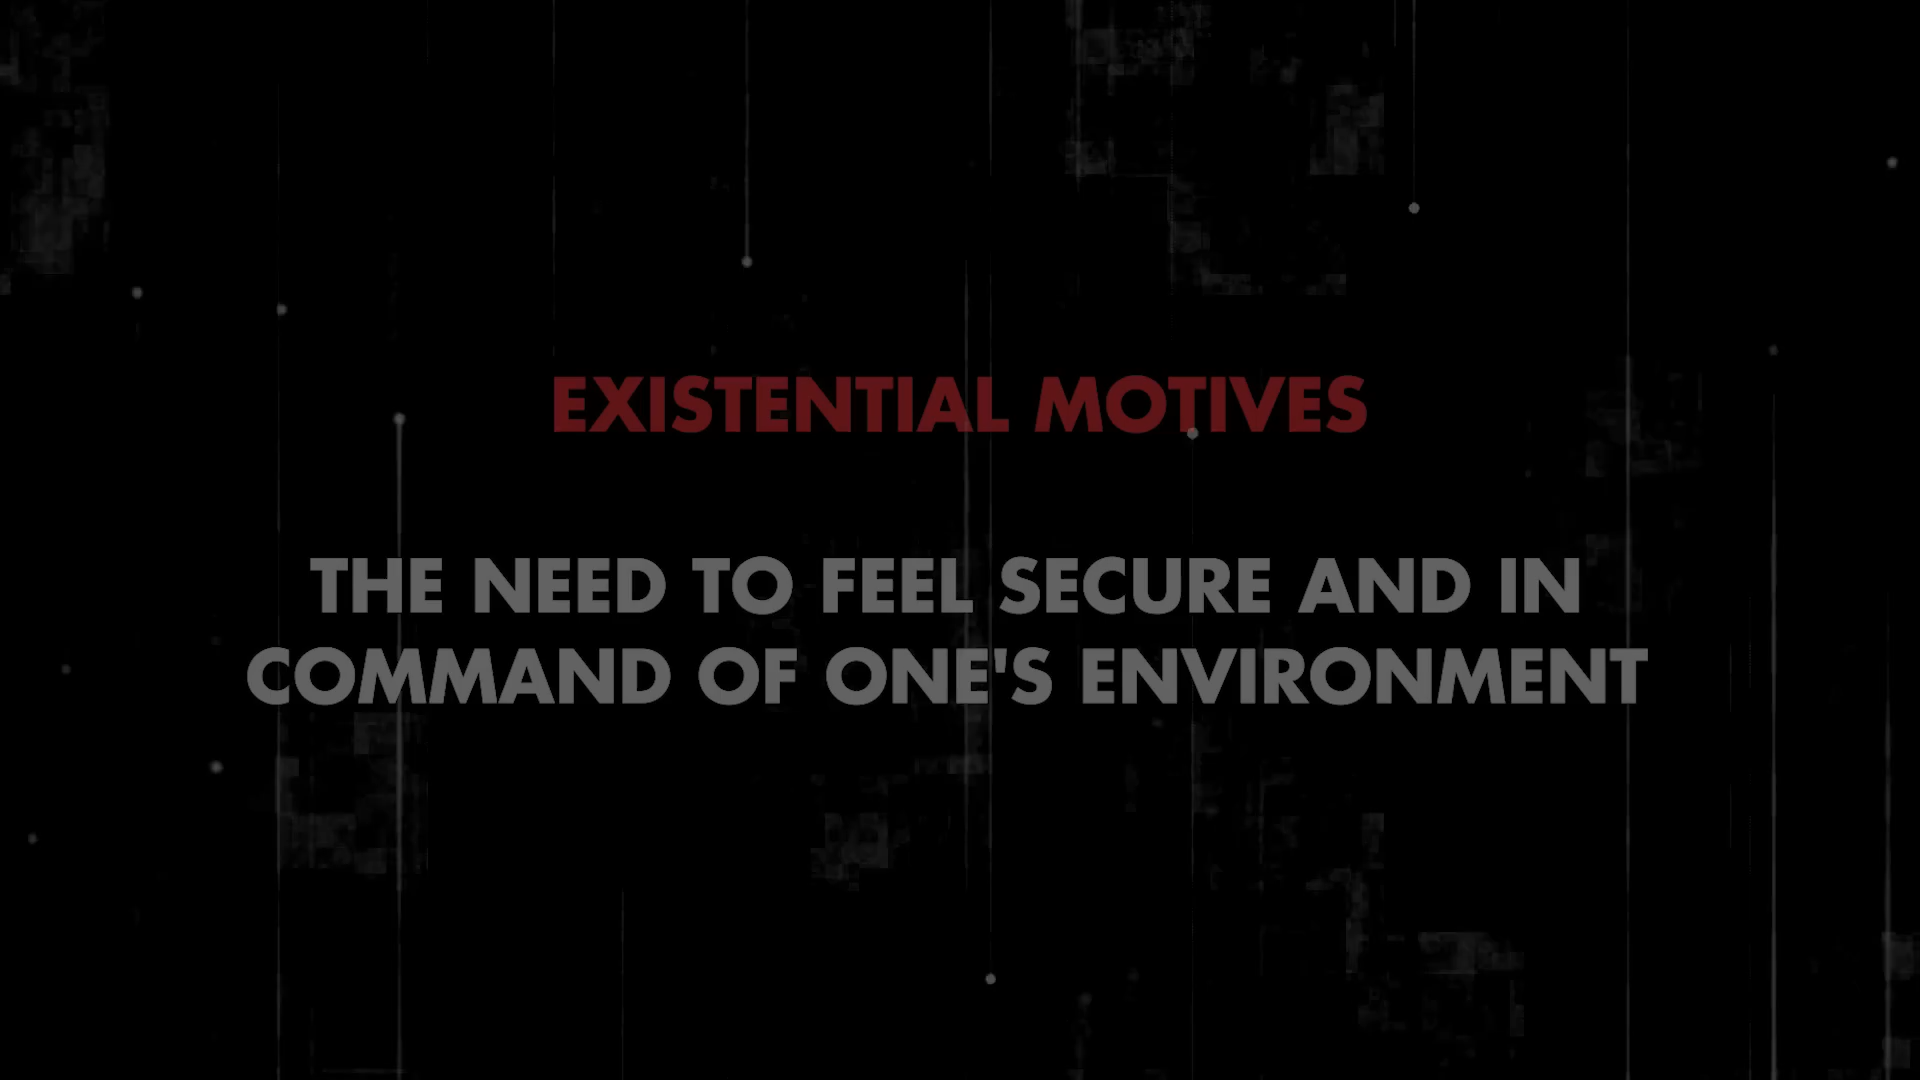 EXISTENTIAL MOTIVES
THE NEED TO FEEL SECURE AND IN
COMMAND OF ONE'S ENVIRONMENT